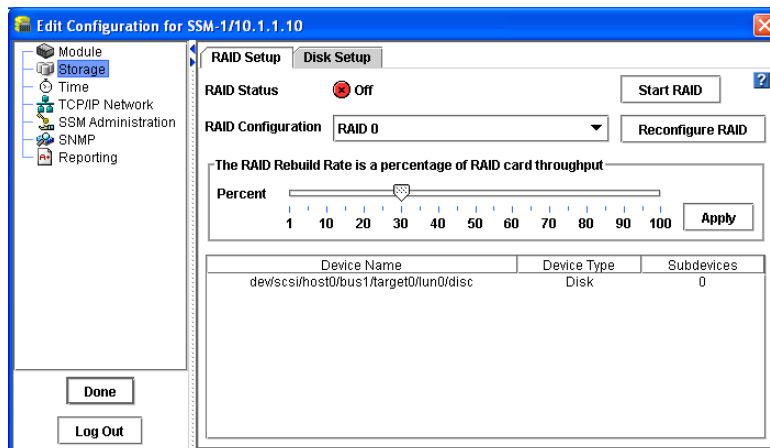 Edit Configuration for SSM-1/10.1.1.10
Module
Storage
Time
TCP/IP Network
SSM Administration
SNMP
Reporting
Done
Log Out
RAID Setup Disk Setup
RAID Status Off Start RAID ?
RAID Configuration RAID 0 Reconfigure RAID
The RAID Rebuild Rate is a percentage of RAID card throughput
Percent
1 10 20 30 40 50 60 70 80 90 100 Apply
Device Name Device Type Subdevices
dev/scsi/host0/bus1/target0/lun0/disc Disk 0